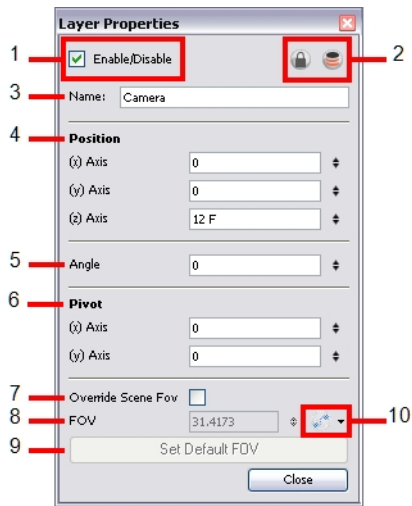 Layer Properties
1 Enable/Disable 2
3 Name: Camera
4 Position
(x) Axis 0
(y) Axis 0
(z) Axis 12 F
5 Angle 0
6 Pivot
(x) Axis 0
(y) Axis 0
7 Override Scene Fov
8 FOV 31.4173 10
9 Set Default FOV
Close